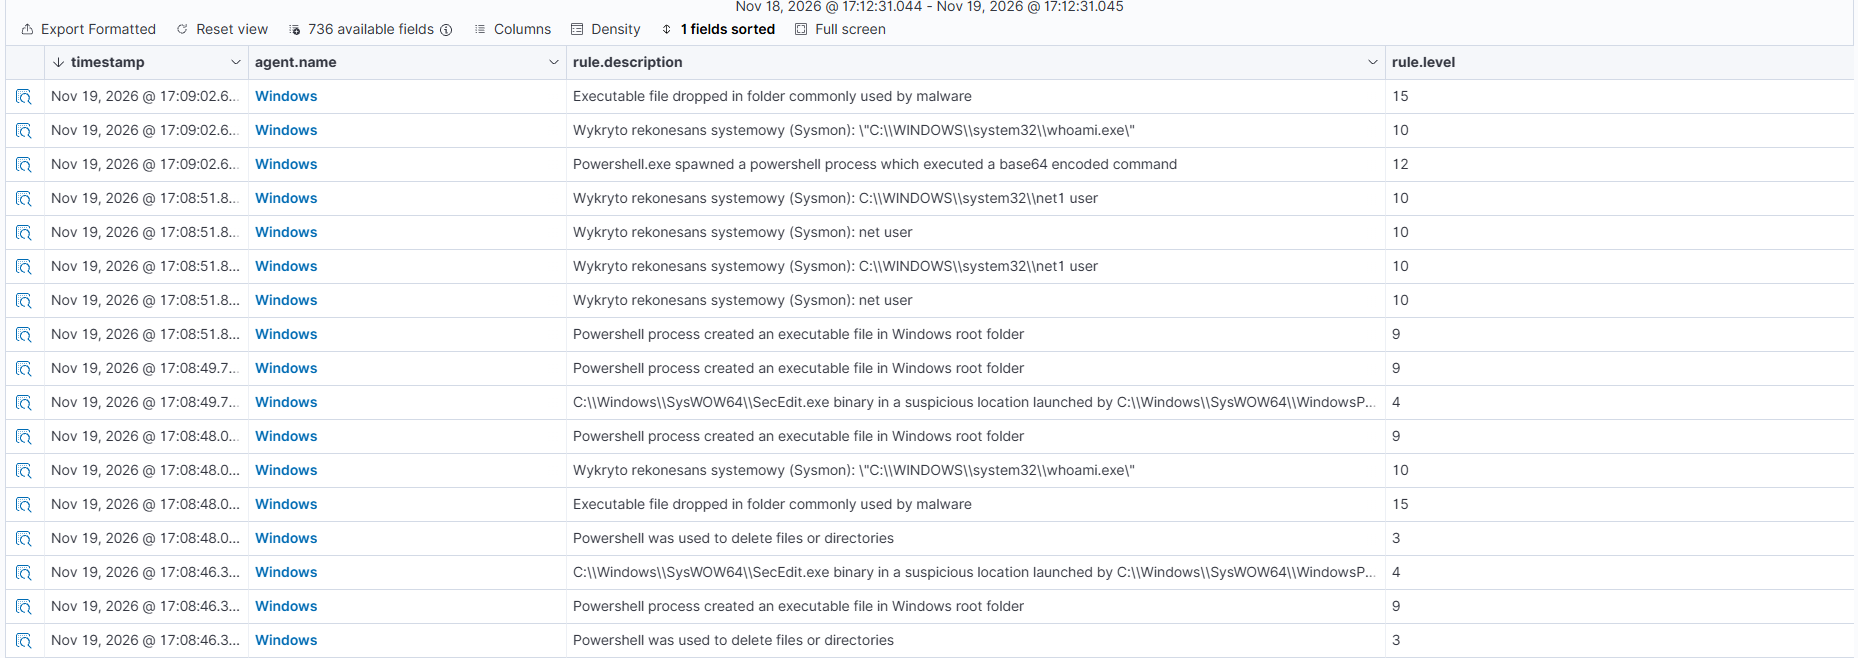 Nov 18, 2026 @ 17:12:31.044 - Nov 19, 2026 @ 17:12:31.045
Export Formatted Reset view 736 available fields Columns Density 1 fields sorted Full screen
timestamp agent.name rule.description rule.level
Nov 19, 2026 @ 17:09:02.6... Windows Executable file dropped in folder commonly used by malware 15
Nov 19, 2026 @ 17:09:02.6... Windows Wykryto rekonesans systemowy (Sysmon): \"C:\\WINDOWS\\system32\\whoami.exe\" 10
Nov 19, 2026 @ 17:09:02.6... Windows Powershell.exe spawned a powershell process which executed a base64 encoded command 12
Nov 19, 2026 @ 17:08:51.8... Windows Wykryto rekonesans systemowy (Sysmon): C:\\WINDOWS\\system32\\net1 user 10
Nov 19, 2026 @ 17:08:51.8... Windows Wykryto rekonesans systemowy (Sysmon): net user 10
Nov 19, 2026 @ 17:08:51.8... Windows Wykryto rekonesans systemowy (Sysmon): C:\\WINDOWS\\system32\\net1 user 10
Nov 19, 2026 @ 17:08:51.8... Windows Wykryto rekonesans systemowy (Sysmon): net user 10
Nov 19, 2026 @ 17:08:51.8... Windows Powershell process created an executable file in Windows root folder 9
Nov 19, 2026 @ 17:08:49.7... Windows Powershell process created an executable file in Windows root folder 9
Nov 19, 2026 @ 17:08:49.7... Windows C:\\Windows\\SysWOW64\\SecEdit.exe binary in a suspicious location launched by C:\\Windows\\SysWOW64\\WindowsP... 4
Nov 19, 2026 @ 17:08:48.0... Windows Powershell process created an executable file in Windows root folder 9
Nov 19, 2026 @ 17:08:48.0... Windows Wykryto rekonesans systemowy (Sysmon): \"C:\\WINDOWS\\system32\\whoami.exe\" 10
Nov 19, 2026 @ 17:08:48.0... Windows Executable file dropped in folder commonly used by malware 15
Nov 19, 2026 @ 17:08:48.0... Windows Powershell was used to delete files or directories 3
Nov 19, 2026 @ 17:08:46.3... Windows C:\\Windows\\SysWOW64\\SecEdit.exe binary in a suspicious location launched by C:\\Windows\\SysWOW64\\WindowsP... 4
Nov 19, 2026 @ 17:08:46.3... Windows Powershell process created an executable file in Windows root folder 9
Nov 19, 2026 @ 17:08:46.3... Windows Powershell was used to delete files or directories 3